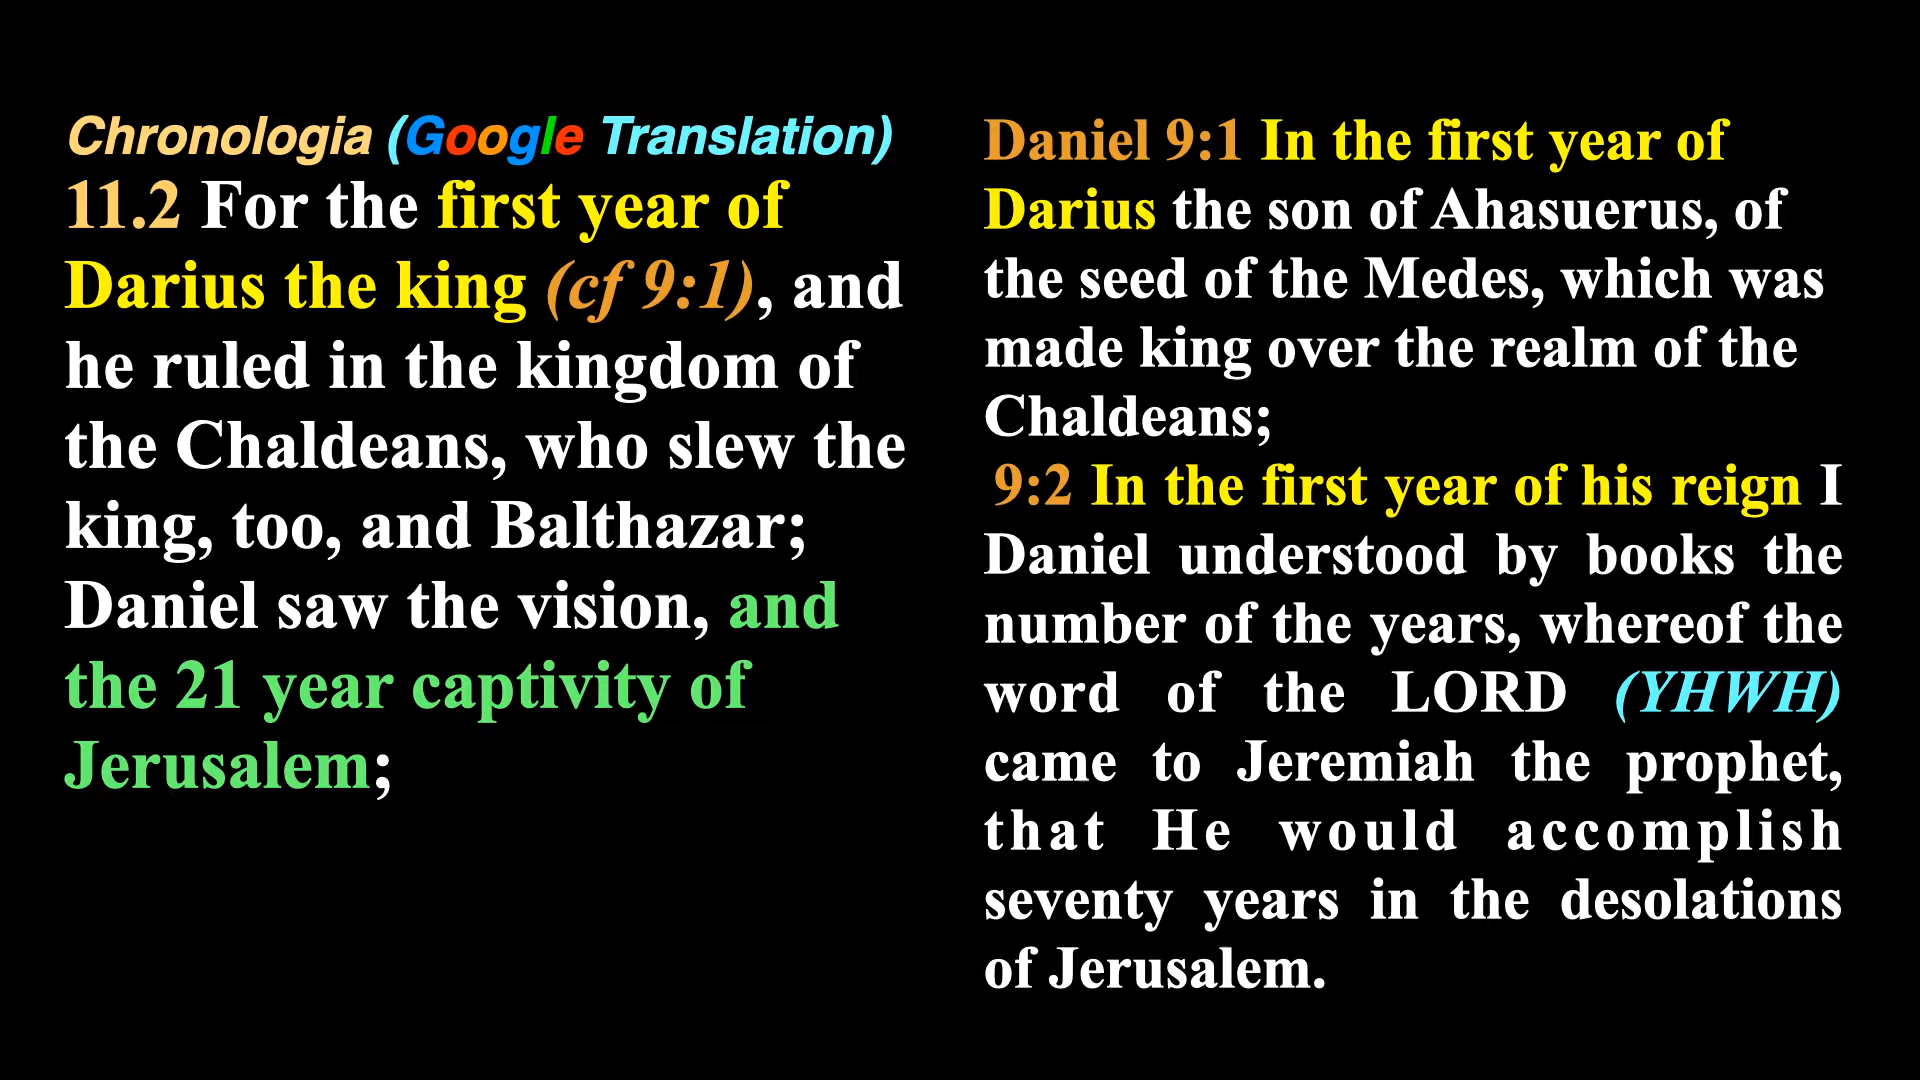 Chronologia (Google Translation)
11.2 For the first year of
Darius the king (cf 9:1), and
he ruled in the kingdom of
the Chaldeans, who slew the
king, too, and Balthazar;
Daniel saw the vision, and
the 21 year captivity of
Jerusalem;
Daniel 9:1 In the first year of
Darius the son of Ahasuerus, of
the seed of the Medes, which was
made king over the realm of the
Chaldeans;
9:2 In the first year of his reign I
Daniel understood by books the
number of the years, whereof the
word of the LORD (YHWH)
came to Jeremiah the prophet,
that He would accomplish
seventy years in the desolations
of Jerusalem.